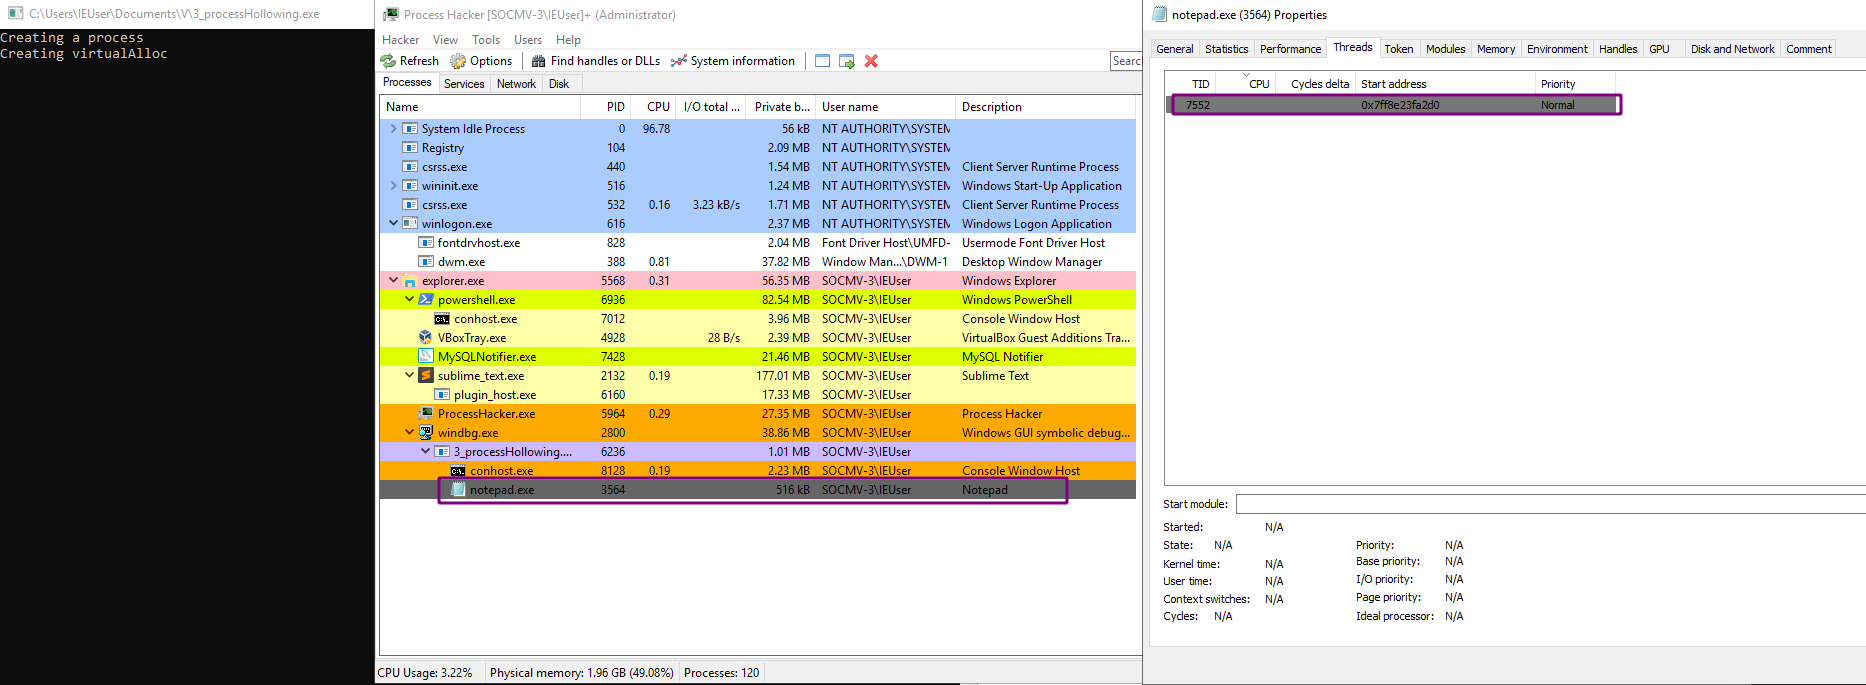 C:\Users\IEUser\Documents\V\3_processHollowing.exe
Creating a process
Creating virtualAlloc
Process Hacker [SOCMV-3\IEUser]+ (Administrator)
Hacker View Tools Users Help
Refresh Options Find handles or DLLs System information Searc
Processes Services Network Disk
Name PID CPU I/O total ... Private b... User name Description
System Idle Process 0 96.78 56 kB NT AUTHORITY\SYSTEM
Registry 104 2.09 MB NT AUTHORITY\SYSTEM
csrss.exe 440 1.54 MB NT AUTHORITY\SYSTEM Client Server Runtime Process
wininit.exe 516 1.24 MB NT AUTHORITY\SYSTEM Windows Start-Up Application
csrss.exe 532 0.16 3.23 kB/s 1.71 MB NT AUTHORITY\SYSTEM Client Server Runtime Process
winlogon.exe 616 2.37 MB NT AUTHORITY\SYSTEM Windows Logon Application
fontdrvhost.exe 828 2.04 MB Font Driver Host\UMFD- Usermode Font Driver Host
dwm.exe 388 0.81 37.82 MB Window Man...\DWM-1 Desktop Window Manager
explorer.exe 5568 0.31 56.35 MB SOCMV-3\IEUser Windows Explorer
powershell.exe 6936 82.54 MB SOCMV-3\IEUser Windows PowerShell
conhost.exe 7012 3.96 MB SOCMV-3\IEUser Console Window Host
VBoxTray.exe 4928 28 B/s 2.39 MB SOCMV-3\IEUser VirtualBox Guest Additions Tra...
MySQLNotifier.exe 7428 21.46 MB SOCMV-3\IEUser MySQL Notifier
sublime_text.exe 2132 0.19 177.01 MB SOCMV-3\IEUser Sublime Text
plugin_host.exe 6160 17.33 MB SOCMV-3\IEUser
ProcessHacker.exe 5964 0.29 27.35 MB SOCMV-3\IEUser Process Hacker
windbg.exe 2800 38.86 MB SOCMV-3\IEUser Windows GUI symbolic debug...
3_processHollowing.... 6236 1.01 MB SOCMV-3\IEUser
conhost.exe 8128 0.19 2.23 MB SOCMV-3\IEUser Console Window Host
notepad.exe 3564 516 kB SOCMV-3\IEUser Notepad
CPU Usage: 3.22% Physical memory: 1.96 GB (49.08%) Processes: 120
notepad.exe (3564) Properties
General Statistics Performance Threads Token Modules Memory Environment Handles GPU Disk and Network Comment
TID CPU Cycles delta Start address Priority
7552 0x7ff8e23fa2d0 Normal
Start module:
Started: N/A
State: N/A Priority: N/A
Kernel time: N/A Base priority: N/A
User time: N/A I/O priority: N/A
Context switches: N/A Page priority: N/A
Cycles: N/A Ideal processor: N/A